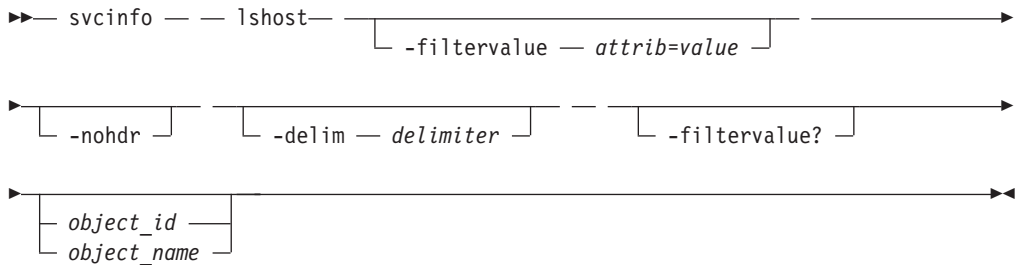 svcinfo lshost
-filtervalue attrib=value
-nohdr -delim delimiter -filtervalue?
object_id
object_name